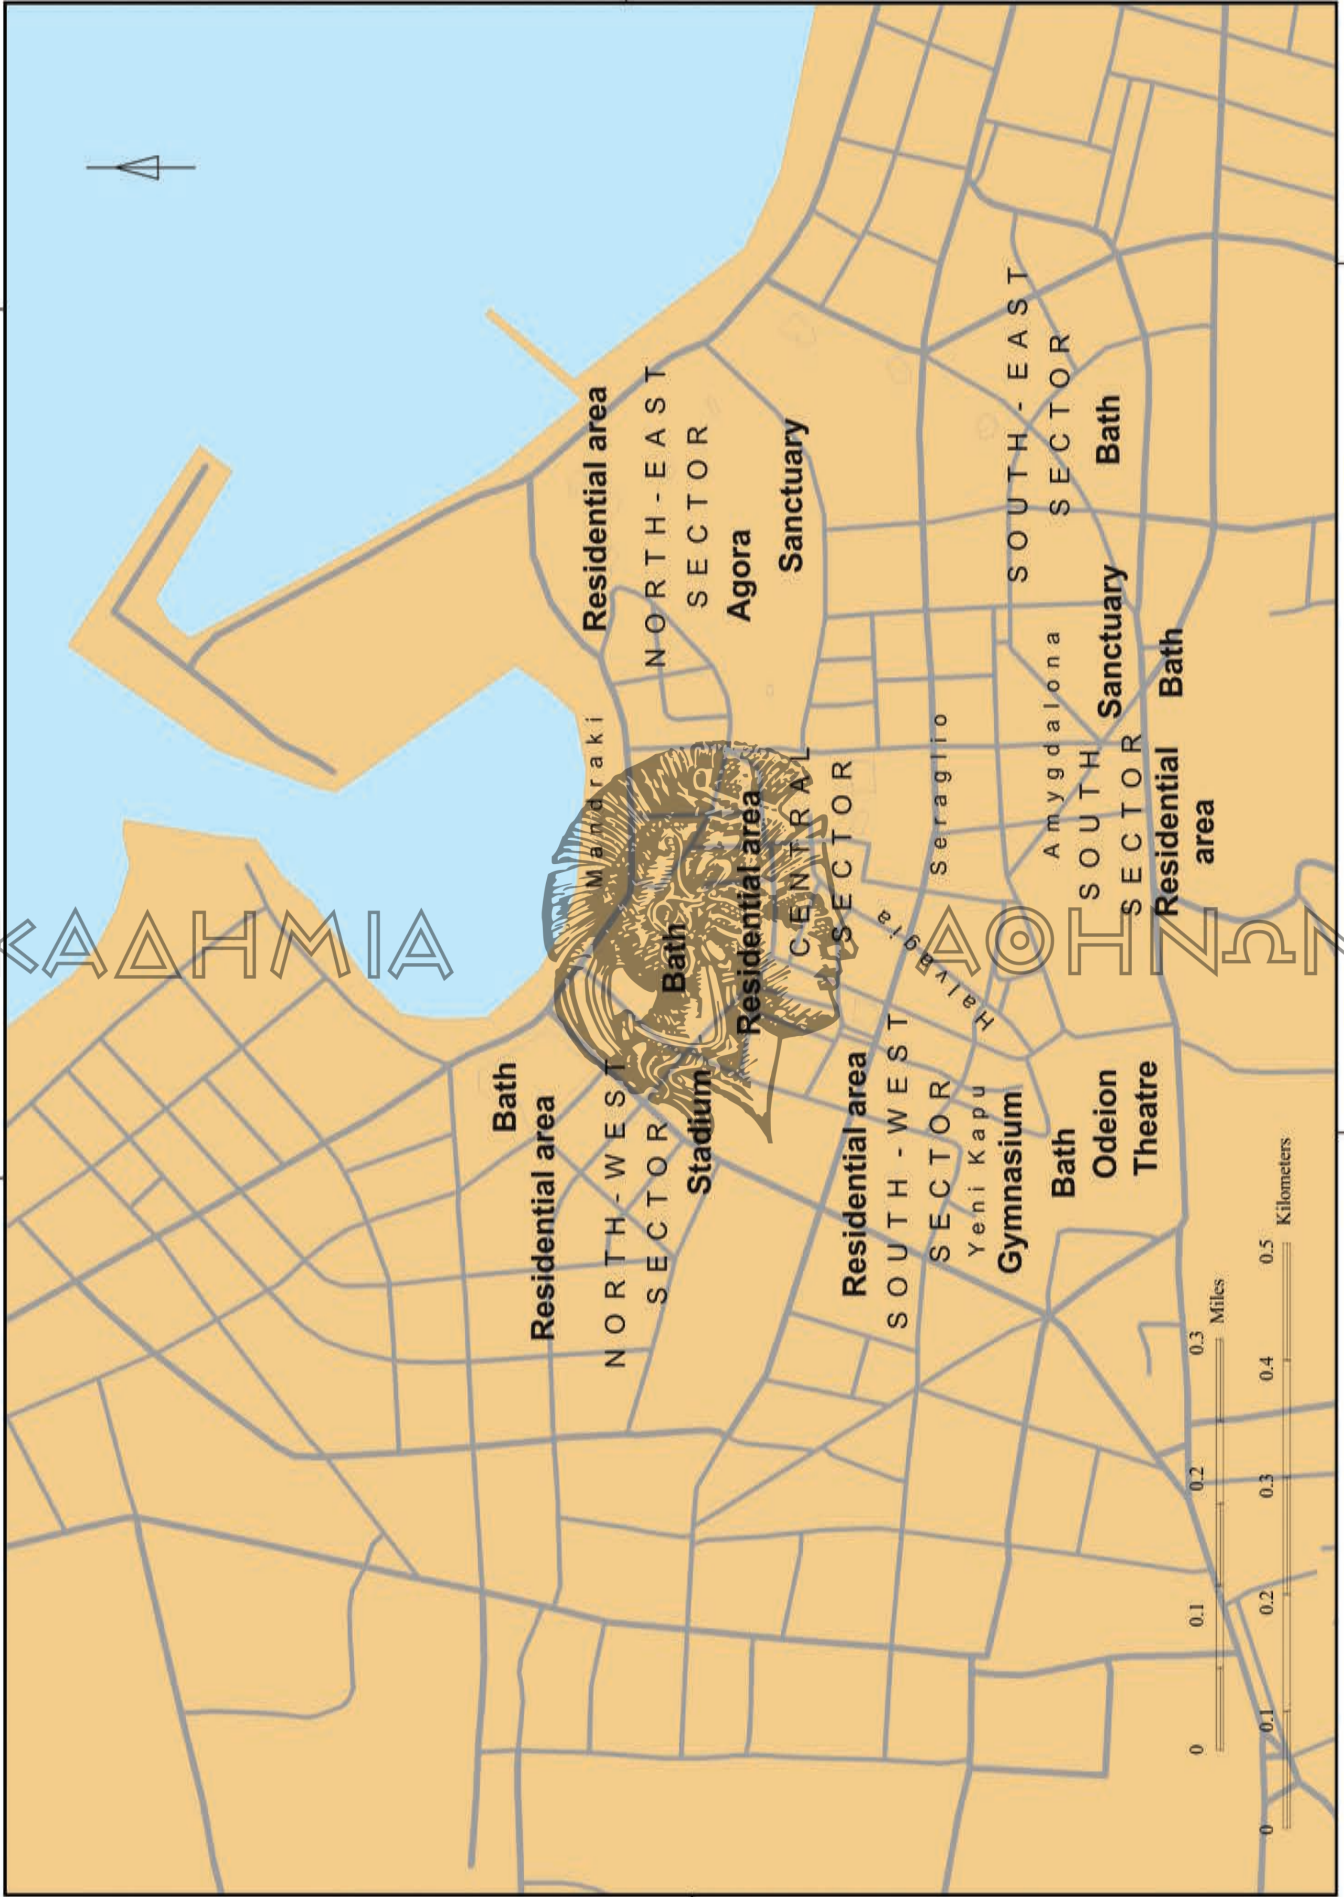 Residential area
NORTH-EAST
SECTOR
Agora
Sanctuary
Mandraki
Bath
Residential area
CENTRAL
SECTOR
Bath
Residential area
NORTH-WEST
SECTOR
Stadium
Seraglio
Halvagia
Residential area
SOUTH-WEST
SECTOR
Yeni Kapu
Gymnasium
Bath
Odeion
Theatre
SOUTH-EAST
SECTOR
Bath
Amygdalona
SOUTH
SECTOR
Sanctuary
Bath
Residential
area
0 0.1 0.2 0.3
Miles
0 0.1 0.2 0.3 0.4 0.5
Kilometers
ΚΑΔΗΜΙΑ ΑΘΗΝΩΝ